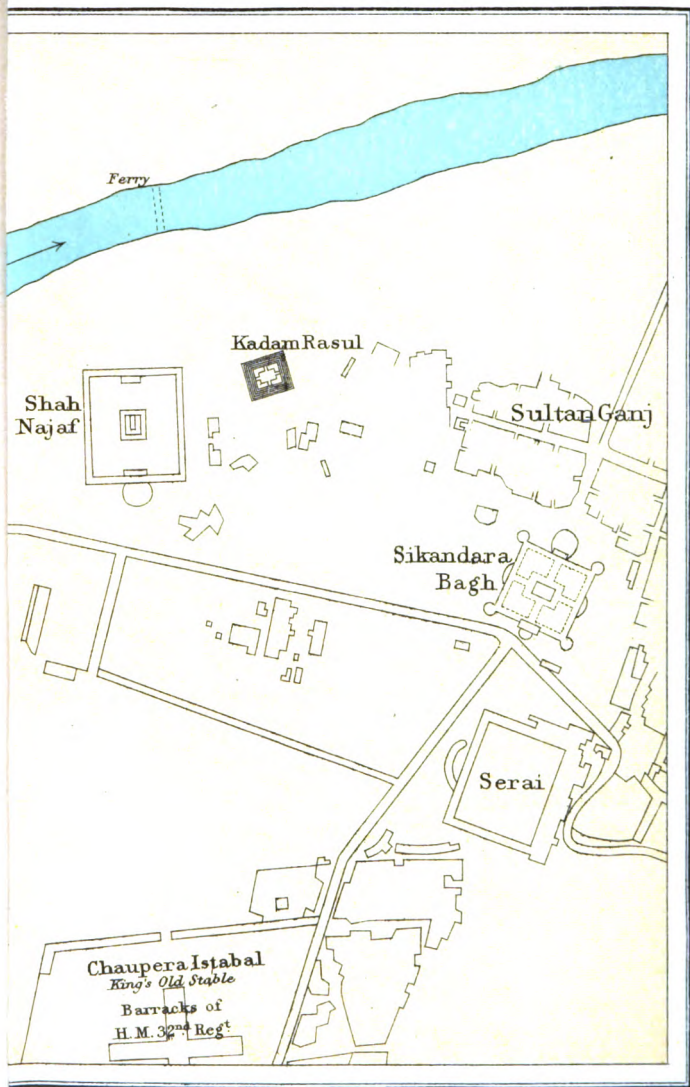 Ferry
Kadam Rasul
Shah
Najaf
Sultan Ganj
Sikandara
Bagh
Serai
Chaupera Istabal
King's Old Stable
Barracks of
H. M. 32nd Regt